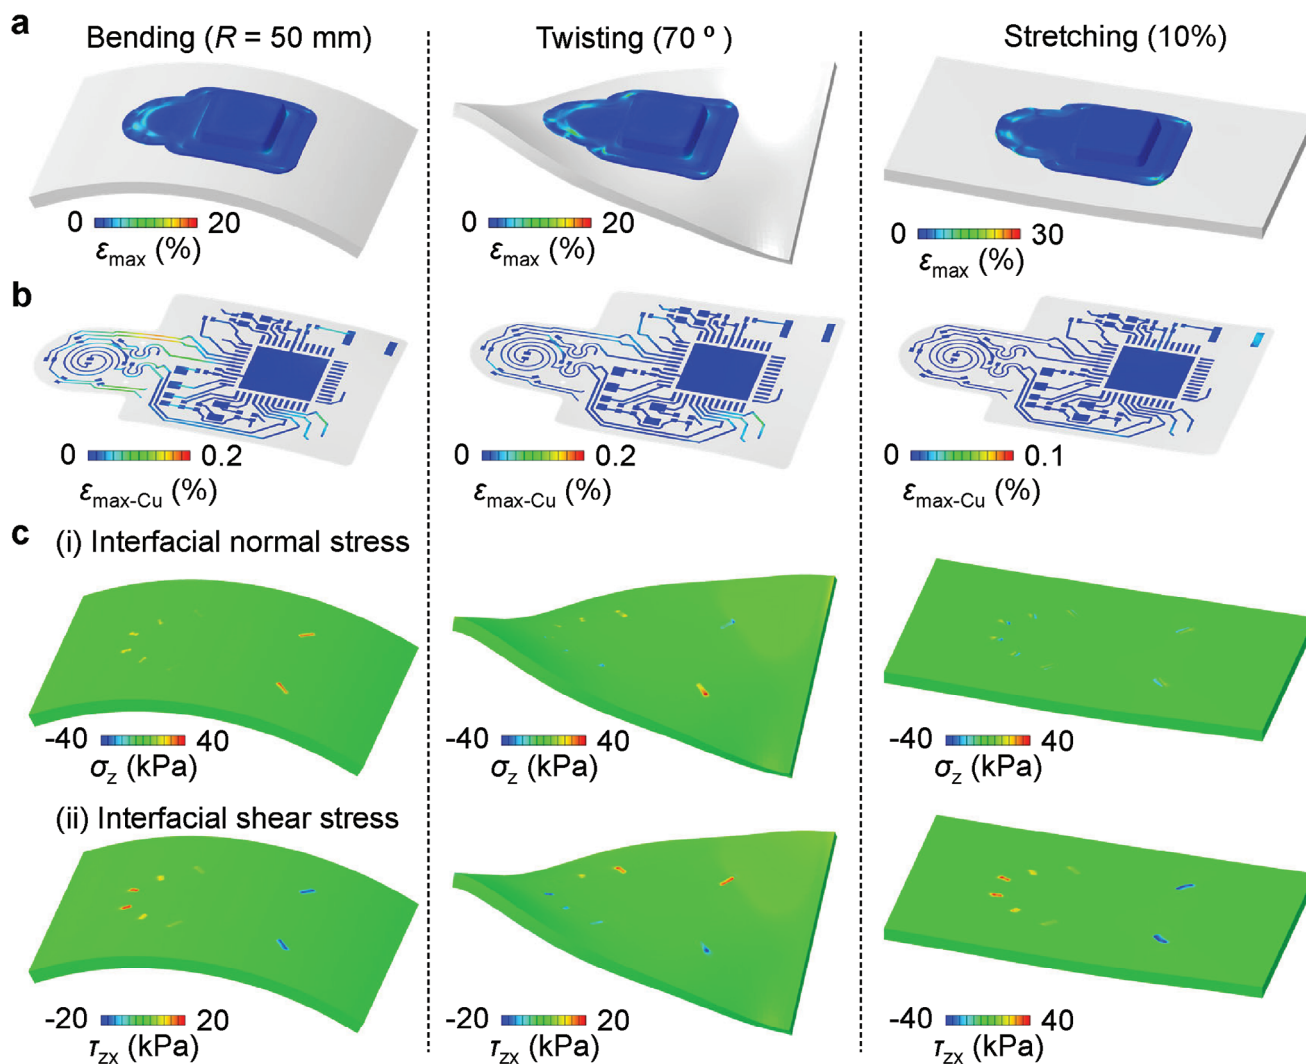 a
Bending (R = 50 mm)
Twisting (70 º )
Stretching (10%)
0 20
εmax (%)
0 20
εmax (%)
0 30
εmax (%)
b
0 0.2
εmax-Cu (%)
0 0.2
εmax-Cu (%)
0 0.1
εmax-Cu (%)
c
(i) Interfacial normal stress
-40 40
σz (kPa)
-40 40
σz (kPa)
-40 40
σz (kPa)
(ii) Interfacial shear stress
-20 20
τzx (kPa)
-20 20
τzx (kPa)
-40 40
τzx (kPa)